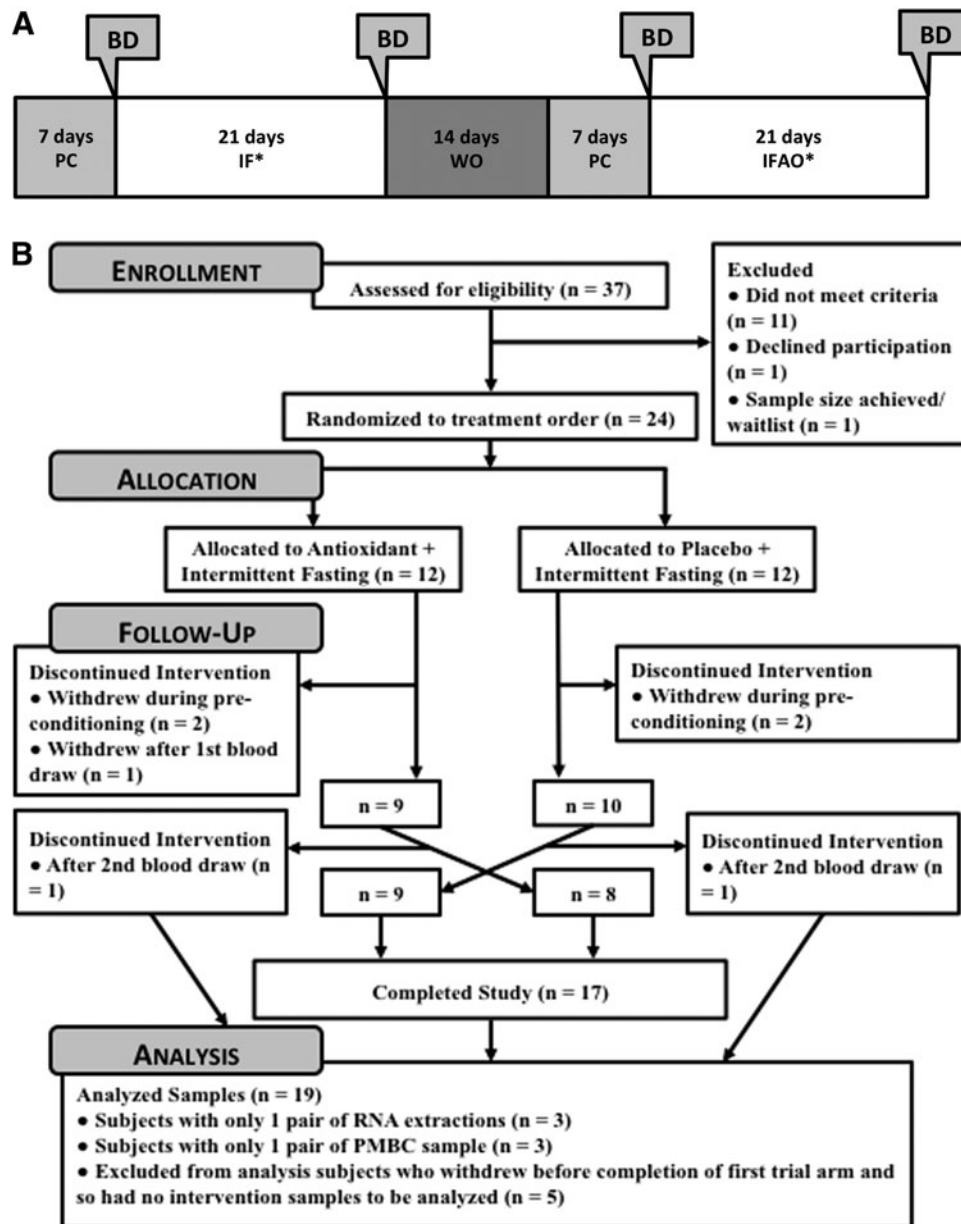 A
BD
BD
BD
BD
7 days
PC
21 days
IF*
14 days
WO
7 days
PC
21 days
IFAO*
B
ENROLLMENT
Assessed for eligibility (n = 37)
Excluded
● Did not meet criteria
(n = 11)
● Declined participation
(n = 1)
● Sample size achieved/
waitlist (n = 1)
Randomized to treatment order (n = 24)
ALLOCATION
Allocated to Antioxidant +
Intermittent Fasting (n = 12)
Allocated to Placebo +
Intermittent Fasting (n = 12)
FOLLOW-UP
Discontinued Intervention
● Withdrew during pre-
conditioning (n = 2)
● Withdrew after 1st blood
draw (n = 1)
Discontinued Intervention
● Withdrew during pre-
conditioning (n = 2)
n = 9
n = 10
Discontinued Intervention
● After 2nd blood draw (n
= 1)
Discontinued Intervention
● After 2nd blood draw (n
= 1)
n = 9
n = 8
Completed Study (n = 17)
ANALYSIS
Analyzed Samples (n = 19)
● Subjects with only 1 pair of RNA extractions (n = 3)
● Subjects with only 1 pair of PMBC sample (n = 3)
● Excluded from analysis subjects who withdrew before completion of first trial arm and
so had no intervention samples to be analyzed (n = 5)